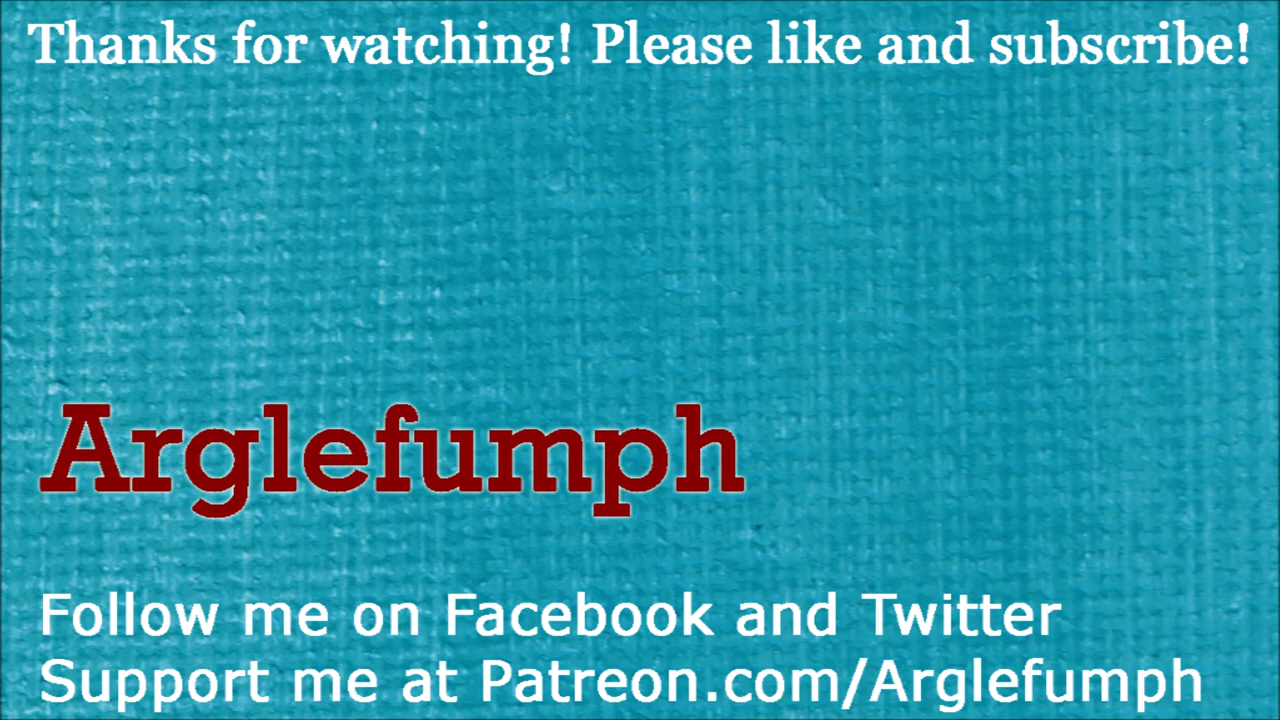 Thanks for watching! Please like and subscribe!
Arglefumph
Follow me on Facebook and Twitter
Support me at Patreon.com/Arglefumph